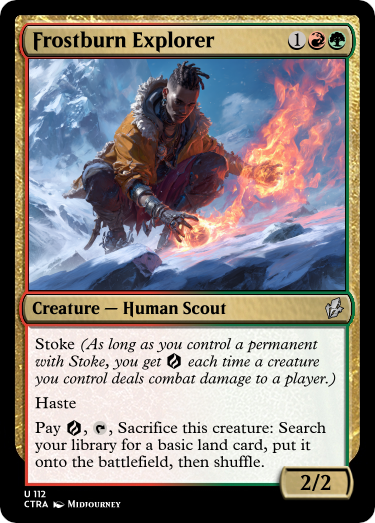 Frostburn Explorer 1
Creature — Human Scout
Stoke (As long as you control a permanent
with Stoke, you get each time a creature
you control deals combat damage to a player.)
Haste
Pay , , Sacrifice this creature: Search
your library for a basic land card, put it
onto the battlefield, then shuffle.
2/2
U 112
CTRA Midjourney